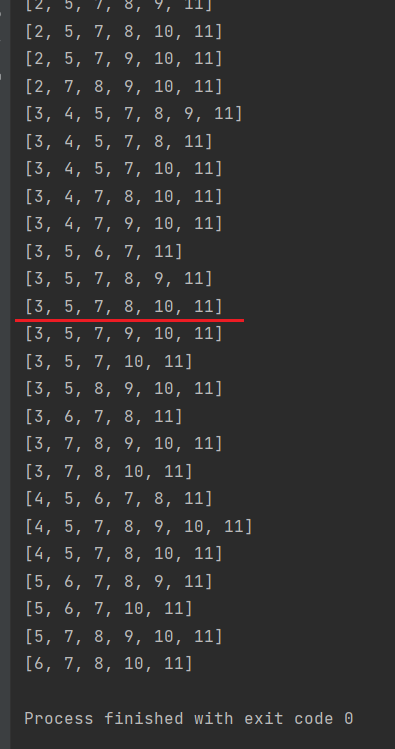 [2, 5, 7, 8, 9, 11]
[2, 5, 7, 8, 10, 11]
[2, 5, 7, 9, 10, 11]
[2, 7, 8, 9, 10, 11]
[3, 4, 5, 7, 8, 9, 11]
[3, 4, 5, 7, 8, 11]
[3, 4, 5, 7, 10, 11]
[3, 4, 7, 8, 10, 11]
[3, 4, 7, 9, 10, 11]
[3, 5, 6, 7, 11]
[3, 5, 7, 8, 9, 11]
[3, 5, 7, 8, 10, 11]
[3, 5, 7, 9, 10, 11]
[3, 5, 7, 10, 11]
[3, 5, 8, 9, 10, 11]
[3, 6, 7, 8, 11]
[3, 7, 8, 9, 10, 11]
[3, 7, 8, 10, 11]
[4, 5, 6, 7, 8, 11]
[4, 5, 7, 8, 9, 10, 11]
[4, 5, 7, 8, 10, 11]
[5, 6, 7, 8, 9, 11]
[5, 6, 7, 10, 11]
[5, 7, 8, 9, 10, 11]
[6, 7, 8, 10, 11]
Process finished with exit code 0